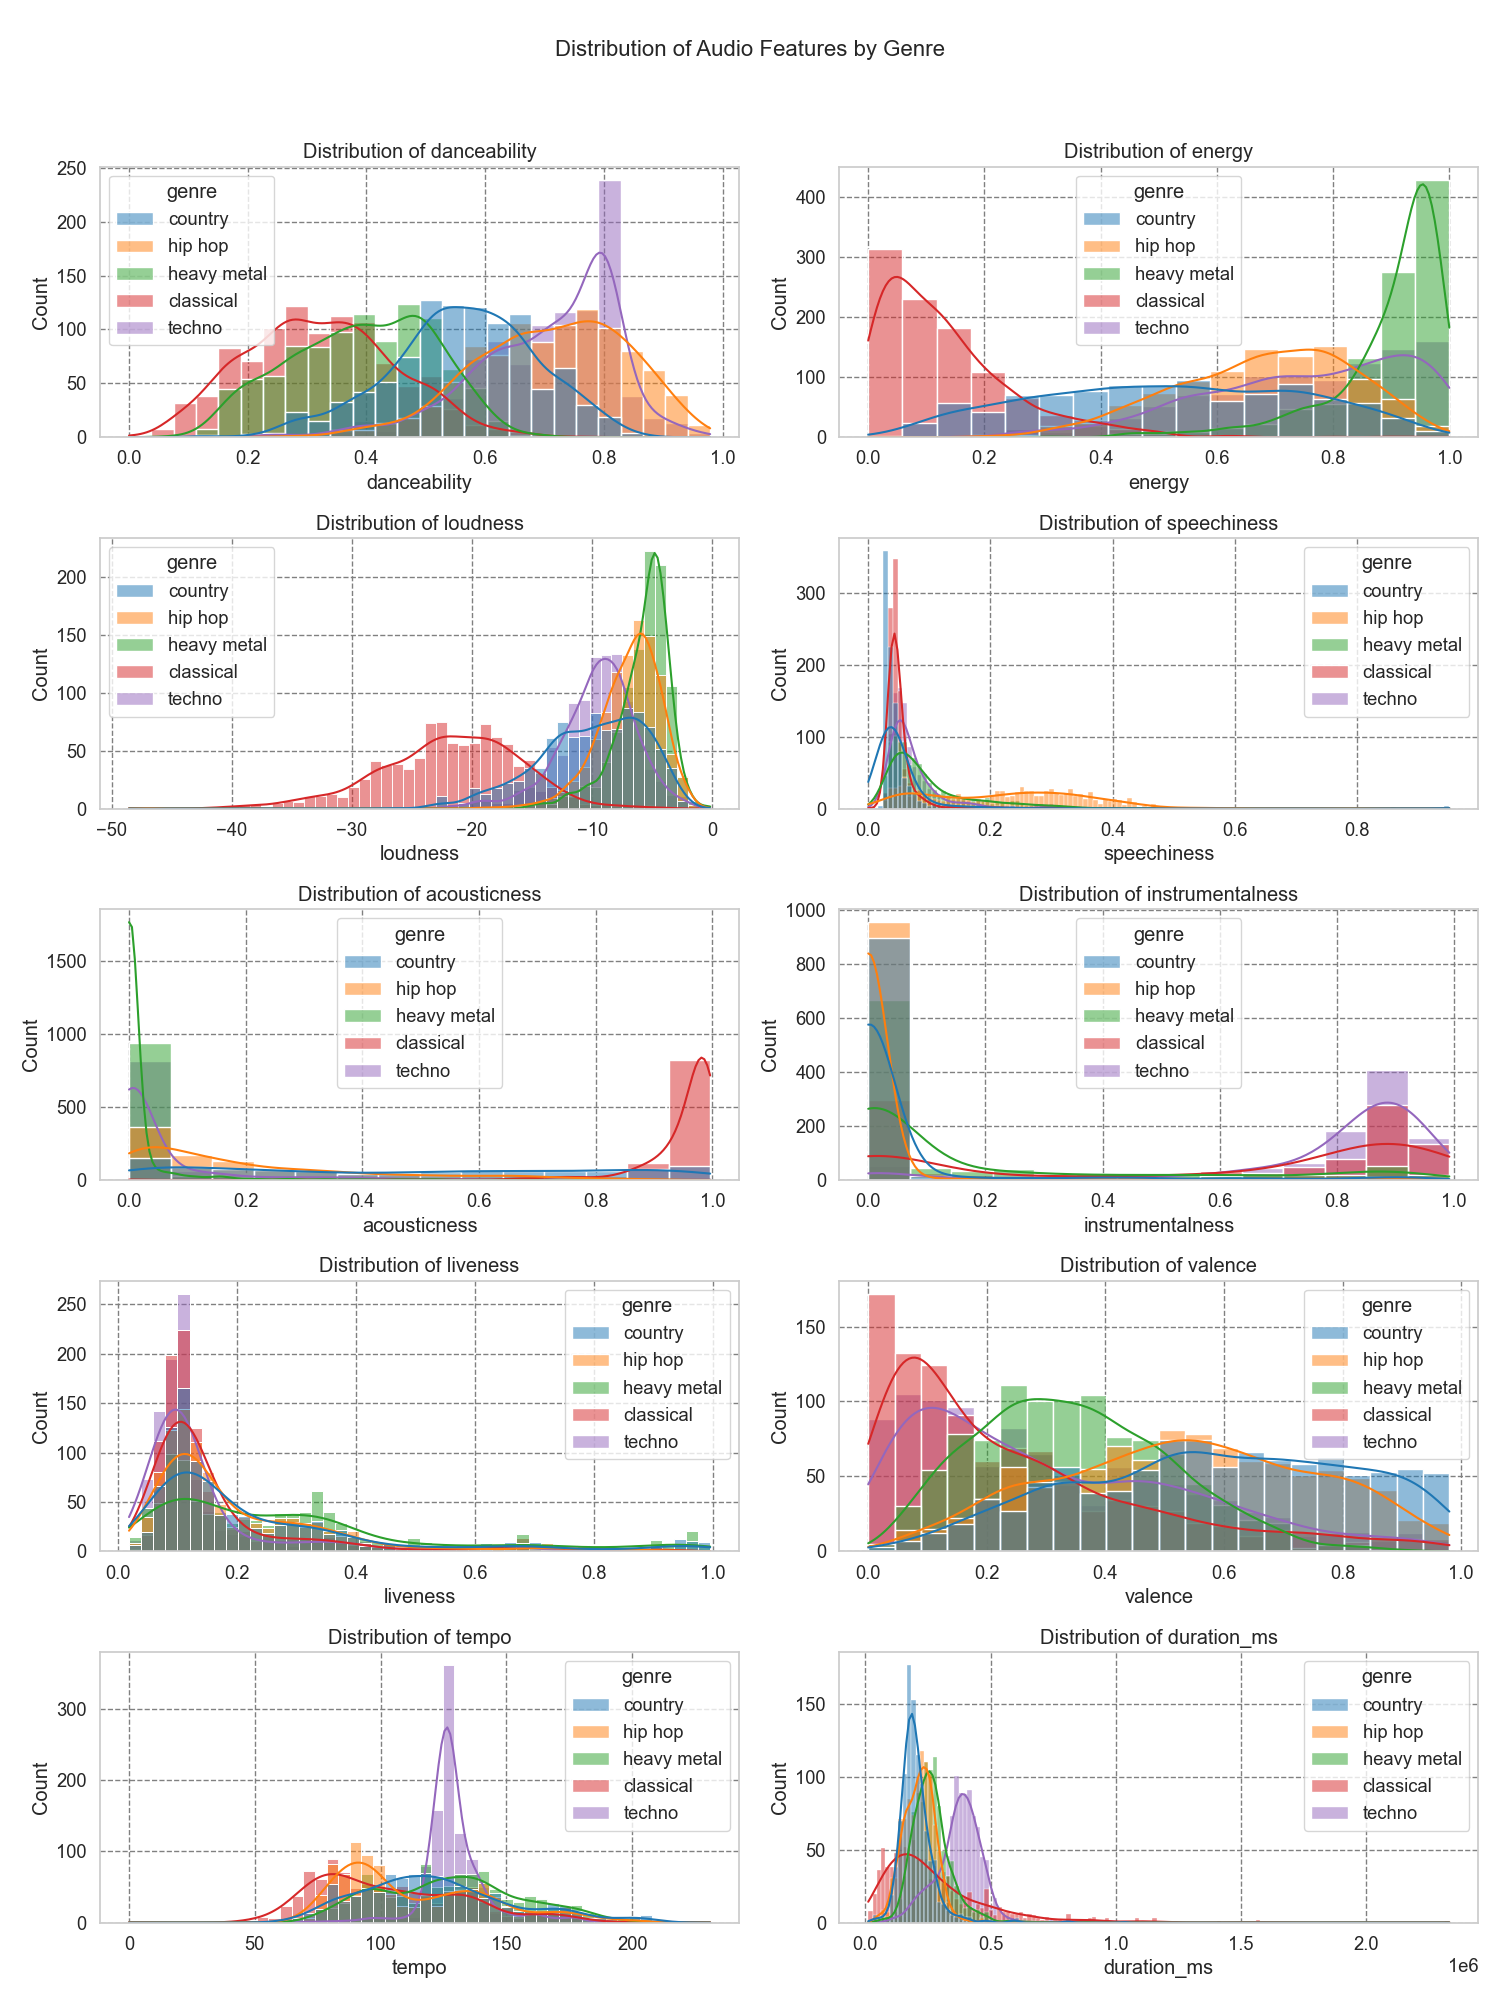 Distribution of Audio Features by Genre
Distribution of danceability
250
200
150
100
50
0
Count
genre
country
hip hop
heavy metal
classical
techno
0.0 0.2 0.4 0.6 0.8 1.0
danceability
Distribution of energy
400
300
200
100
0
Count
genre
country
hip hop
heavy metal
classical
techno
0.0 0.2 0.4 0.6 0.8 1.0
energy
Distribution of loudness
200
150
100
50
0
Count
genre
country
hip hop
heavy metal
classical
techno
−50 −40 −30 −20 −10 0
loudness
Distribution of speechiness
300
200
100
0
Count
genre
country
hip hop
heavy metal
classical
techno
0.0 0.2 0.4 0.6 0.8
speechiness
Distribution of acousticness
1500
1000
500
0
Count
genre
country
hip hop
heavy metal
classical
techno
0.0 0.2 0.4 0.6 0.8 1.0
acousticness
Distribution of instrumentalness
1000
800
600
400
200
0
Count
genre
country
hip hop
heavy metal
classical
techno
0.0 0.2 0.4 0.6 0.8 1.0
instrumentalness
Distribution of liveness
250
200
150
100
50
0
Count
genre
country
hip hop
heavy metal
classical
techno
0.0 0.2 0.4 0.6 0.8 1.0
liveness
Distribution of valence
150
100
50
0
Count
genre
country
hip hop
heavy metal
classical
techno
0.0 0.2 0.4 0.6 0.8 1.0
valence
Distribution of tempo
300
200
100
0
Count
genre
country
hip hop
heavy metal
classical
techno
0 50 100 150 200
tempo
Distribution of duration_ms
150
100
50
0
Count
genre
country
hip hop
heavy metal
classical
techno
0.0 0.5 1.0 1.5 2.0
1e6
duration_ms